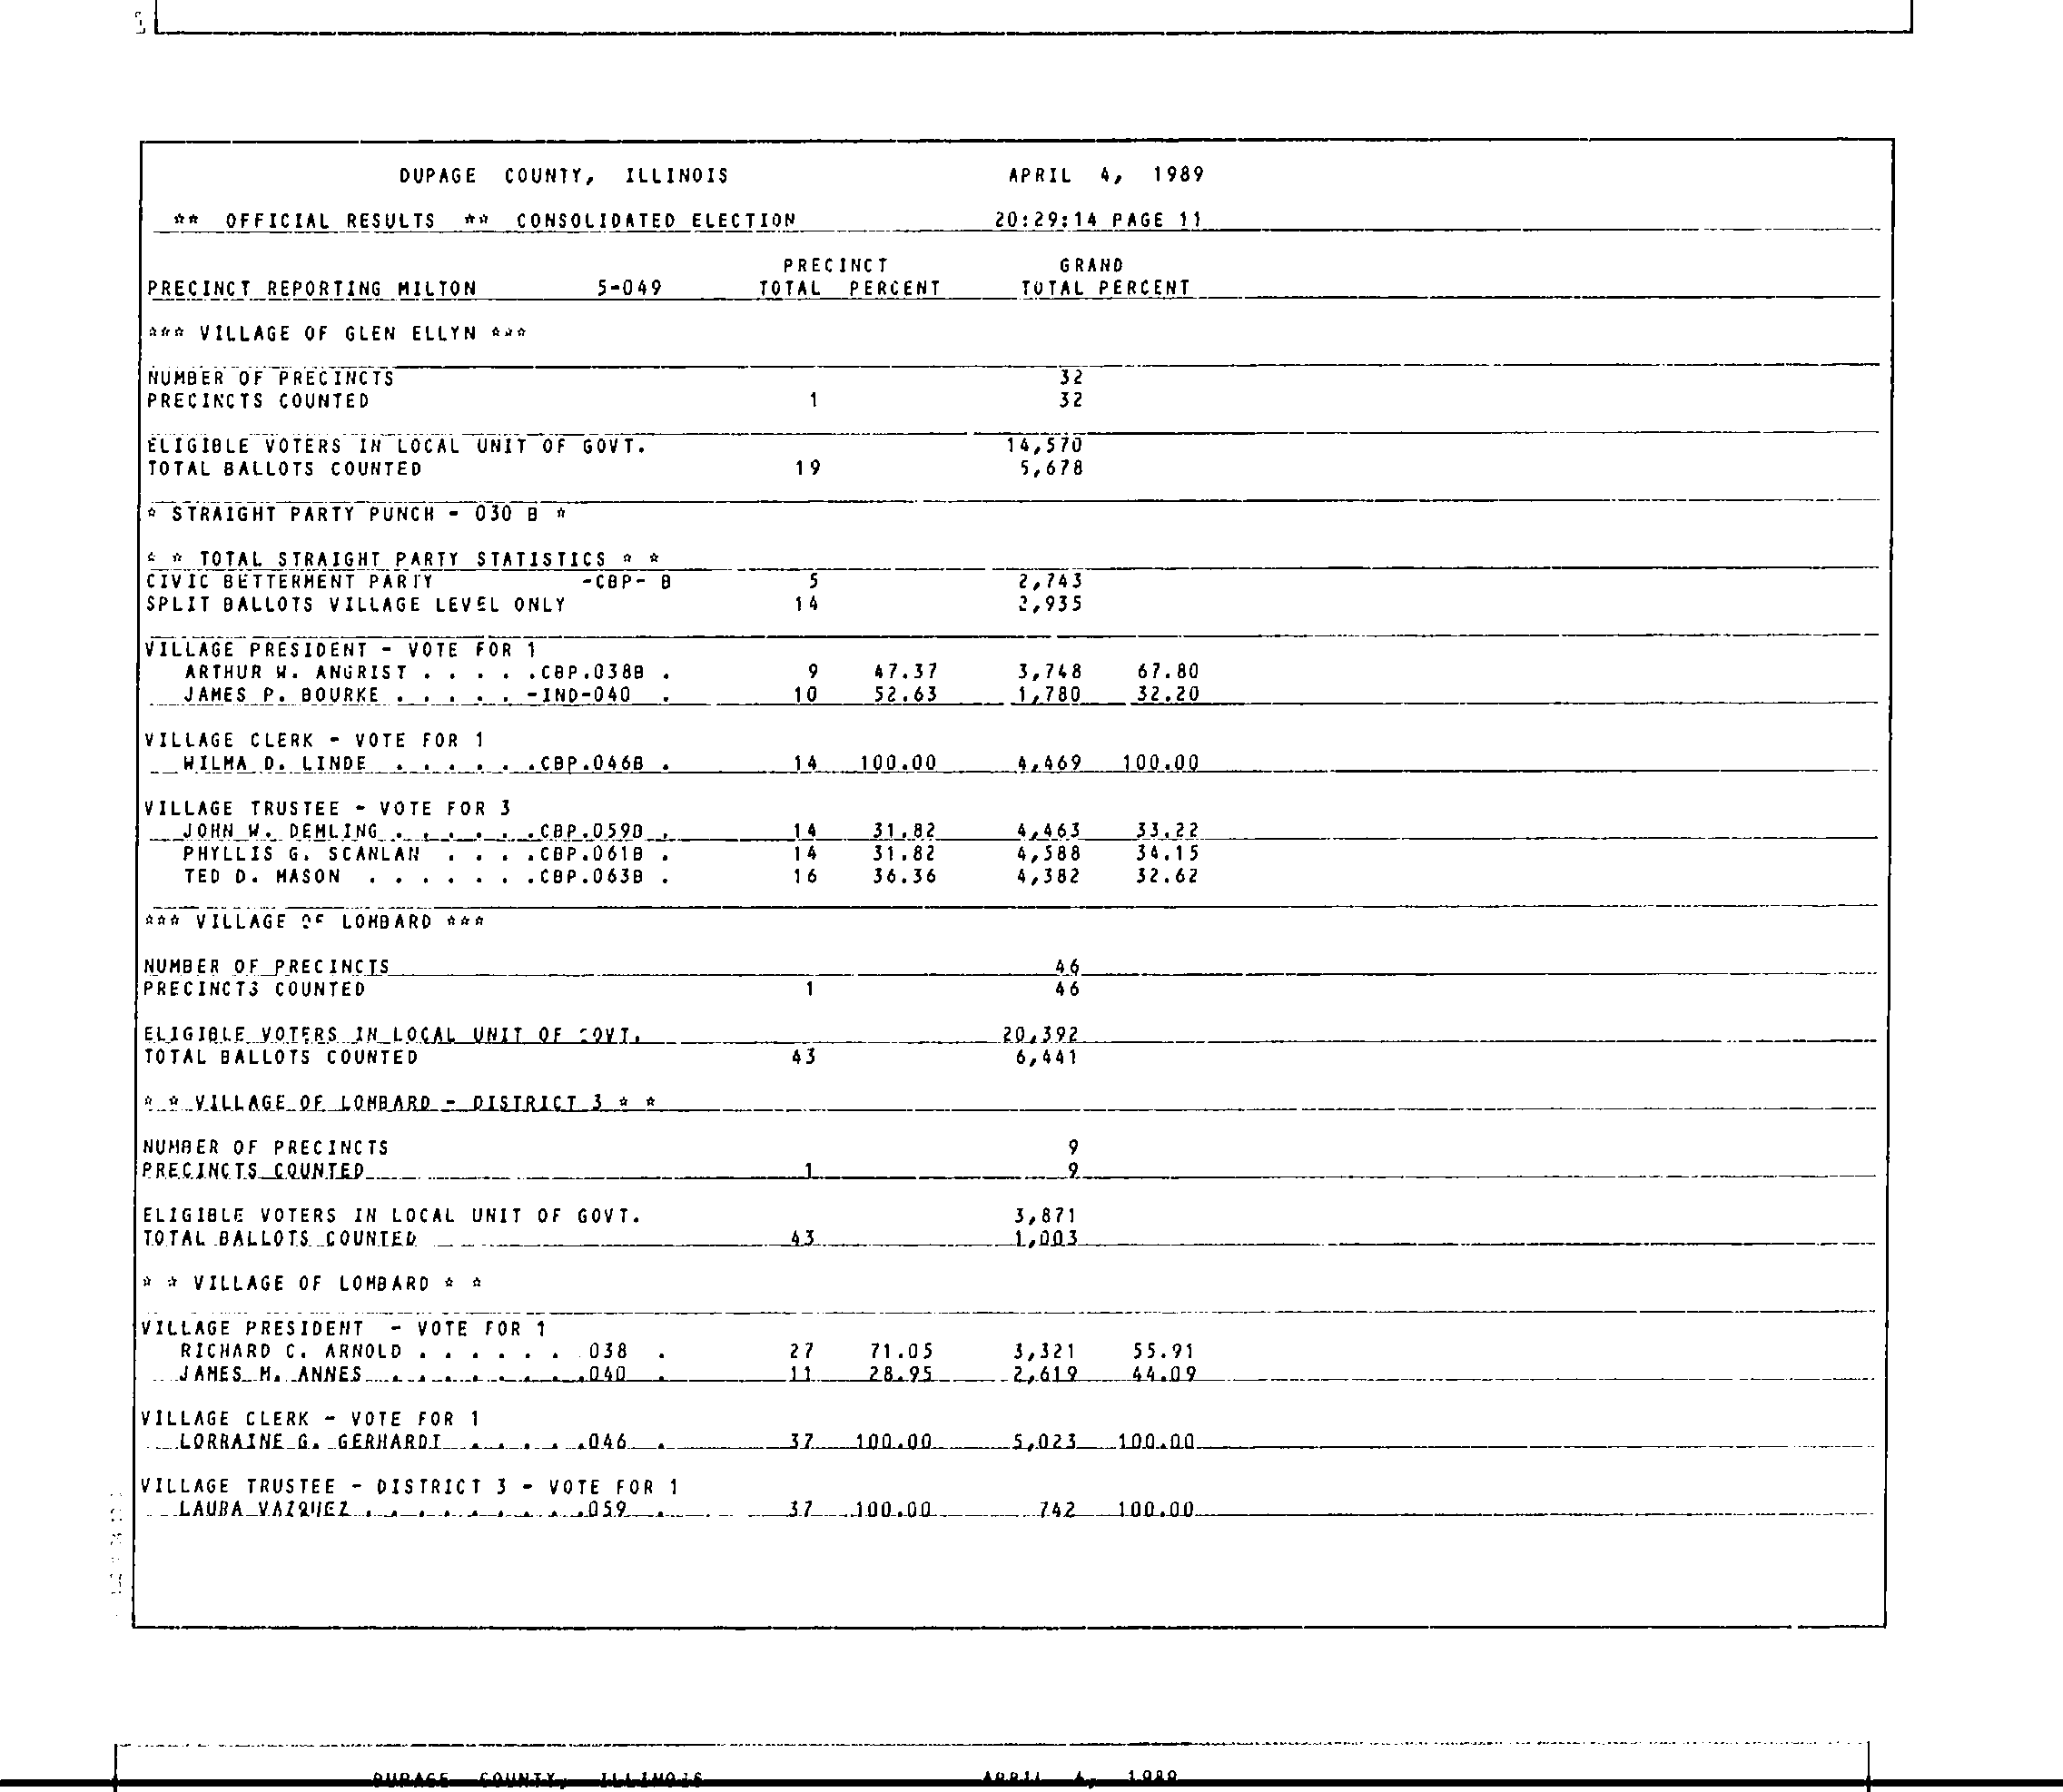 DUPAGE COUNTY, ILLINOIS APRIL 4, 1989
** OFFICIAL RESULTS ** CONSOLIDATED ELECTION 20:29:14 PAGE 11
PRECINCT GRAND
PRECINCT REPORTING MILTON 5-049 TOTAL PERCENT TOTAL PERCENT
*** VILLAGE OF GLEN ELLYN ***
NUMBER OF PRECINCTS 32
PRECINCTS COUNTED 1 32
ELIGIBLE VOTERS IN LOCAL UNIT OF GOVT. 14,570
TOTAL BALLOTS COUNTED 19 5,678
* STRAIGHT PARTY PUNCH - 030 B *
* * TOTAL STRAIGHT PARTY STATISTICS * *
CIVIC BETTERMENT PARTY -CBP- B 5 2,743
SPLIT BALLOTS VILLAGE LEVEL ONLY 14 2,935
VILLAGE PRESIDENT - VOTE FOR 1
ARTHUR W. ANGRIST . . . . .CBP.038B . 9 47.37 3,748 67.80
JAMES P. BOURKE . . . . . -IND-040 . 10 52.63 1,780 32.20
VILLAGE CLERK - VOTE FOR 1
WILMA D. LINDE . . . . . .CBP.046B . 14 100.00 4,469 100.00
VILLAGE TRUSTEE - VOTE FOR 3
JOHN W. DEMLING . . . . . .CBP.059B . 14 31.82 4,463 33.22
PHYLLIS G. SCANLAN . . . .CBP.061B . 14 31.82 4,588 34.15
TED D. MASON . . . . . . .CBP.063B . 16 36.36 4,382 32.62
*** VILLAGE OF LOMBARD ***
NUMBER OF PRECINCTS 46
PRECINCTS COUNTED 1 46
ELIGIBLE VOTERS IN LOCAL UNIT OF GOVT. 20,392
TOTAL BALLOTS COUNTED 43 6,441
* * VILLAGE OF LOMBARD - DISTRICT 3 * *
NUMBER OF PRECINCTS 9
PRECINCTS COUNTED 1 9
ELIGIBLE VOTERS IN LOCAL UNIT OF GOVT. 3,871
TOTAL BALLOTS COUNTED 43 1,003
* * VILLAGE OF LOMBARD * *
VILLAGE PRESIDENT - VOTE FOR 1
RICHARD C. ARNOLD . . . . . . 038 . 27 71.05 3,321 55.91
JAMES M. ANNES . . . . . . . .040 . 11 28.95 2,619 44.09
VILLAGE CLERK - VOTE FOR 1
LORRAINE G. GERHARDT . . . . .046 . 37 100.00 5,023 100.00
VILLAGE TRUSTEE - DISTRICT 3 - VOTE FOR 1
LAURA VAZQUEZ . . . . . . . . .059 . 37 100.00 742 100.00
DUPAGE COUNTY, ILLINOIS APRIL 4, 1989